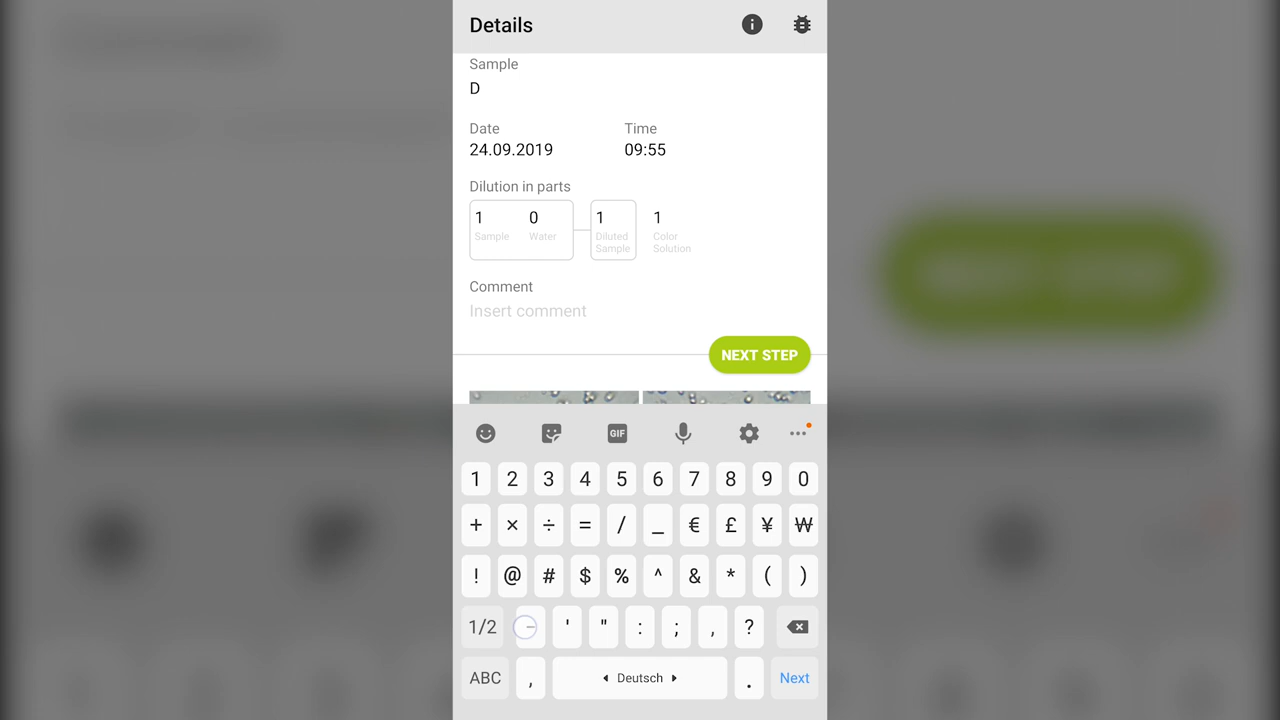 Details
Sample
D
Date Time
24.09.2019 09:55
Dilution in parts
1 0 1 1
Sample Water Diluted Sample Color Solution
Comment
Insert comment
NEXT STEP
GIF
1 2 3 4 5 6 7 8 9 0
+ × ÷ = / _ € £ ¥ ₩
! @ # $ % ^ & * ( )
1/2 - ' " : ; , ?
ABC , Deutsch . Next